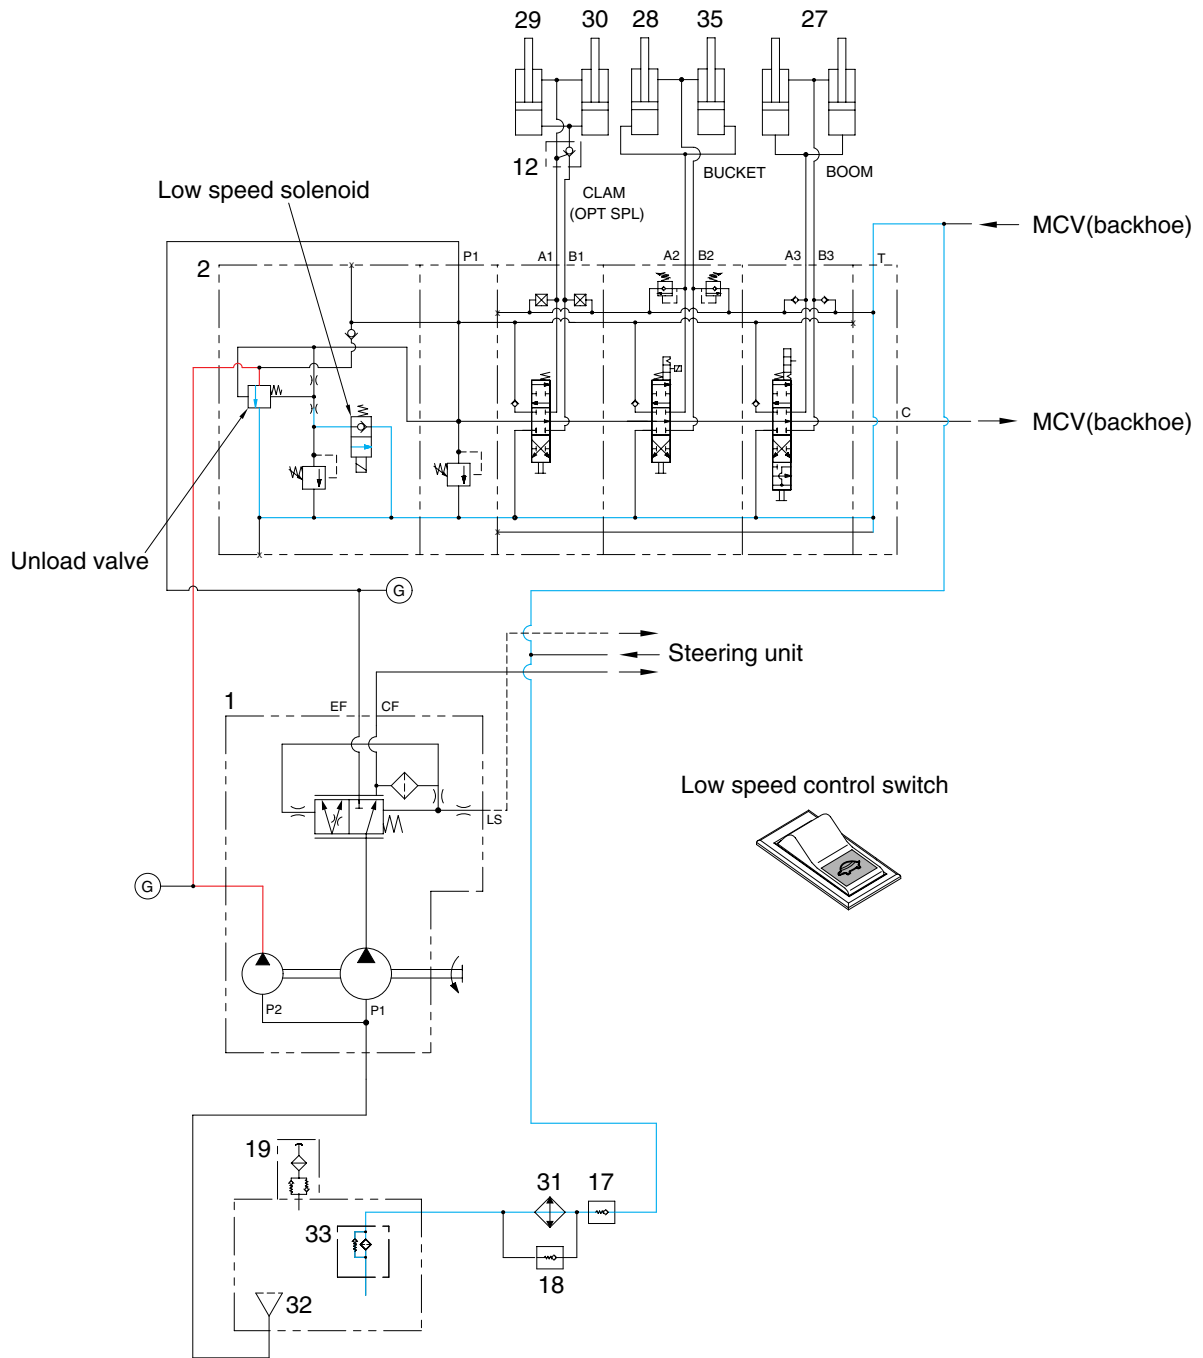 29 30 28 35 27
12
CLAM
(OPT SPL)
BUCKET
BOOM
Low speed solenoid
MCV(backhoe)
2
P1 A1 B1 A2 B2 A3 B3 T
C
MCV(backhoe)
Unload valve
G
Steering unit
1
EF CF
LS
Low speed control switch
G
P2 P1
19
31 17
33
18
32